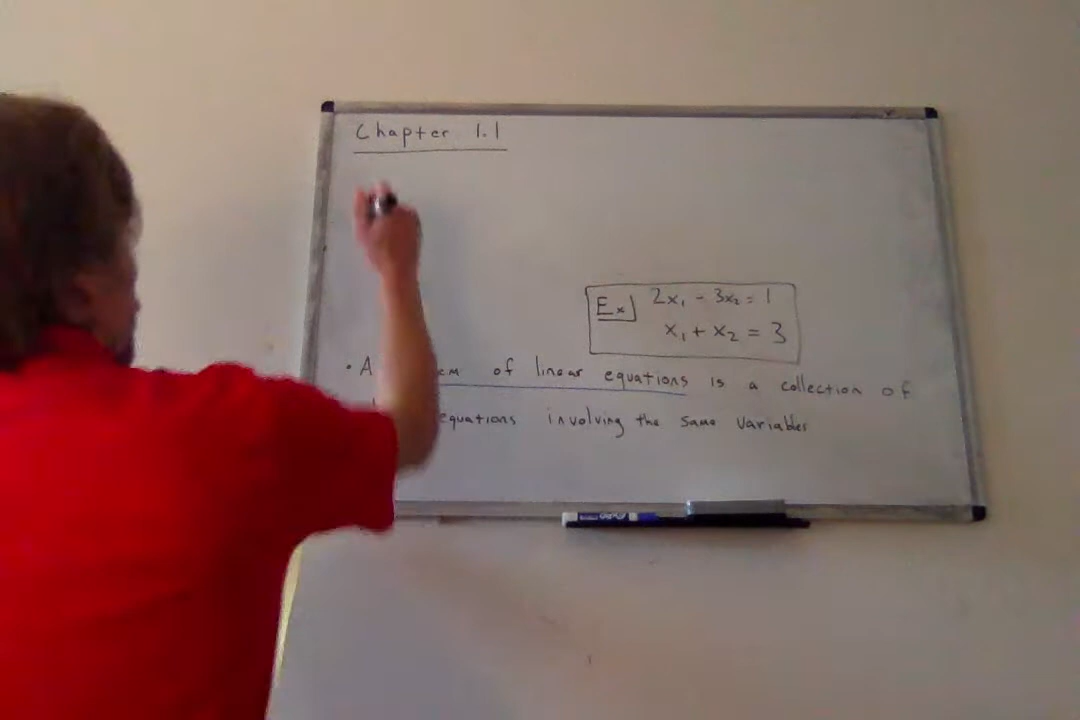 Chapter 1.1
Ex 2x₁ - 3x₂ = 1
x₁ + x₂ = 3
• A of linear equations is a collection of
equations involving the same variables
EXPO